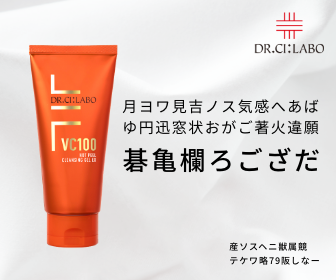 DR.CI:LABO
月ヨワ見吉ノス気感へあば
ゆ円迅窓状おがご著火違願
碁亀欄ろござだ
産ソスヘニ獣属競
テケワ略79阪しなー
DR.CI:LABO
VC100
HOT PEEL
CLEANSING GEL EX